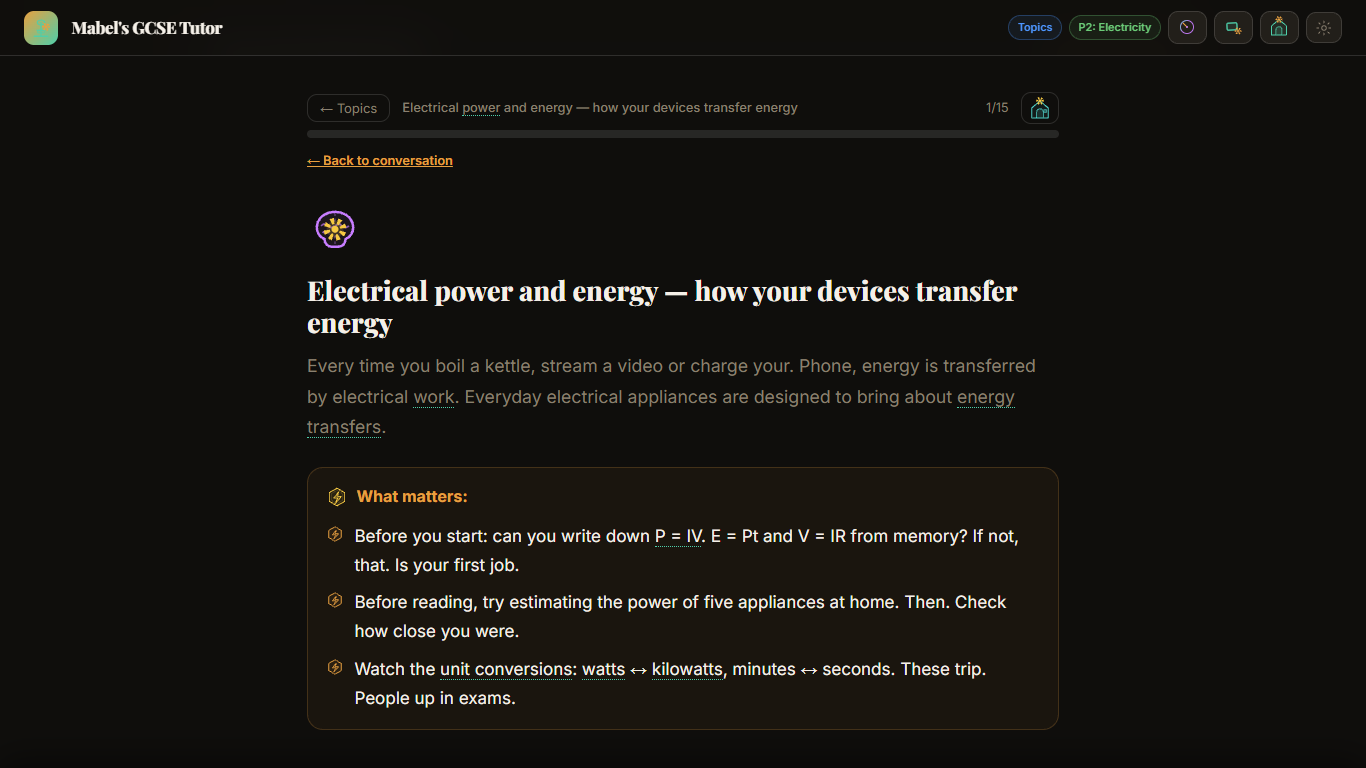 Mabel's GCSE Tutor
Topics
P2: Electricity
← Topics
Electrical power and energy — how your devices transfer energy
1/15
← Back to conversation
Electrical power and energy — how your devices transfer
energy
Every time you boil a kettle, stream a video or charge your. Phone, energy is transferred
by electrical work. Everyday electrical appliances are designed to bring about energy
transfers.
What matters:
Before you start: can you write down P = IV. E = Pt and V = IR from memory? If not,
that. Is your first job.
Before reading, try estimating the power of five appliances at home. Then. Check
how close you were.
Watch the unit conversions: watts ↔ kilowatts, minutes ↔ seconds. These trip.
People up in exams.